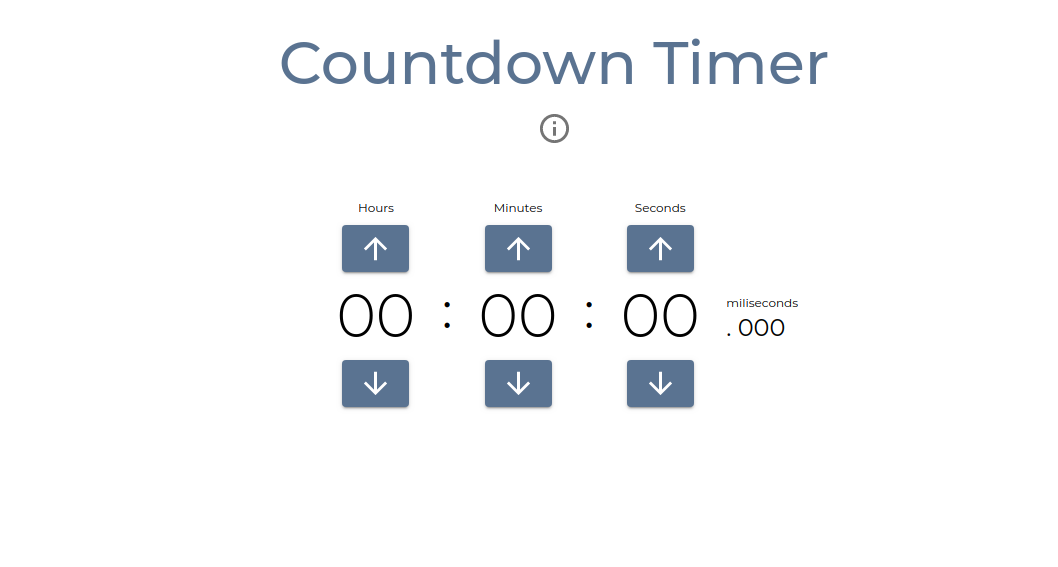 Countdown Timer
Hours Minutes Seconds
00 : 00 : 00
miliseconds
. 000